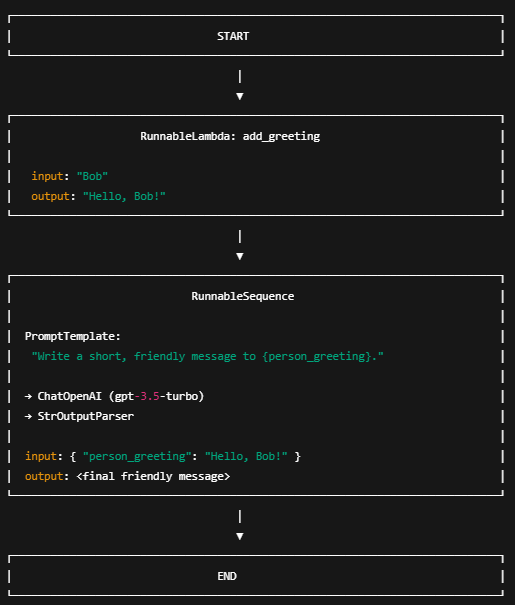 START
RunnableLambda: add_greeting
input: "Bob"
output: "Hello, Bob!"
RunnableSequence
PromptTemplate:
"Write a short, friendly message to {person_greeting}."
→ ChatOpenAI (gpt-3.5-turbo)
→ StrOutputParser
input: { "person_greeting": "Hello, Bob!" }
output: <final friendly message>
END